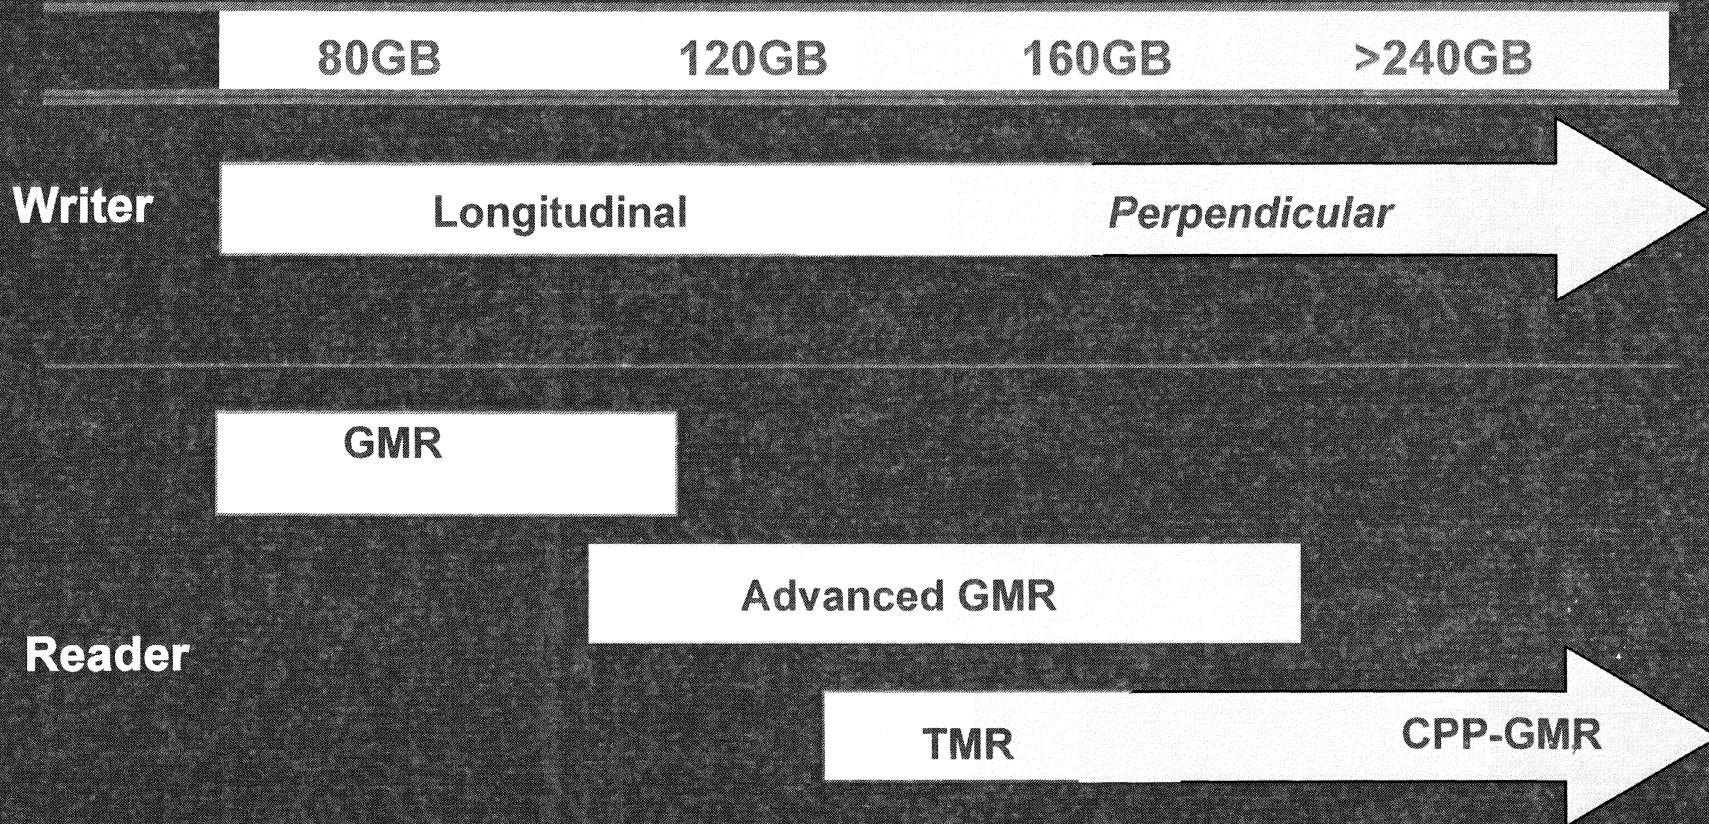 80GB 120GB 160GB >240GB
Writer Longitudinal Perpendicular
GMR
Advanced GMR
Reader
TMR CPP-GMR